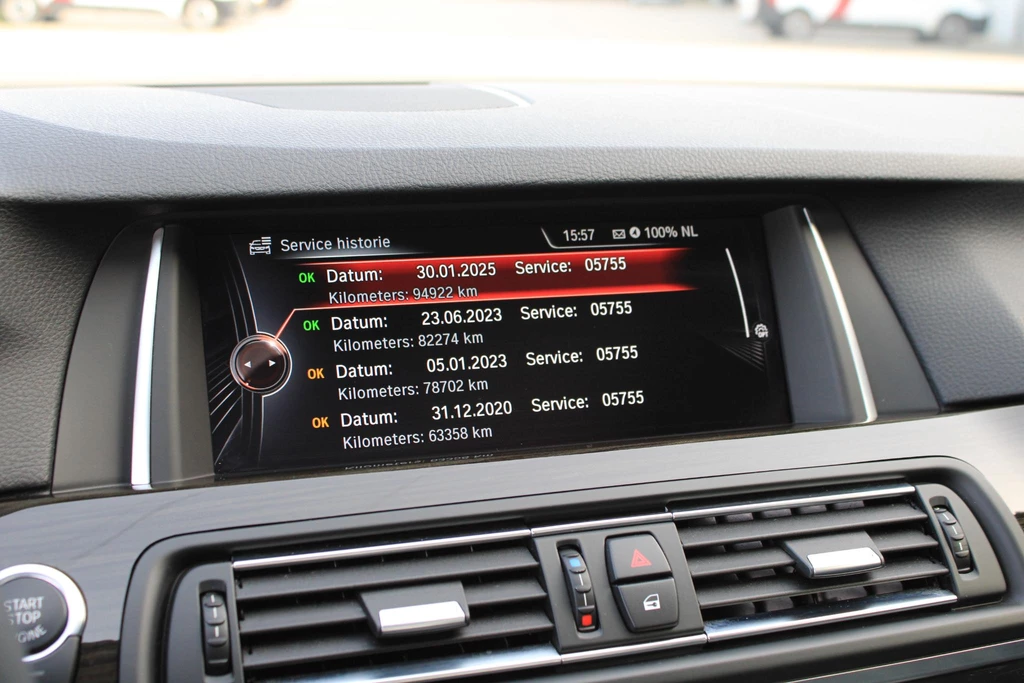 Service historie 15:57 100% NL
OK Datum: 30.01.2025 Service: 05755
Kilometers: 94922 km
OK Datum: 23.06.2023 Service: 05755
Kilometers: 82274 km
OK Datum: 05.01.2023 Service: 05755
Kilometers: 78702 km
OK Datum: 31.12.2020 Service: 05755
Kilometers: 63358 km
START
STOP